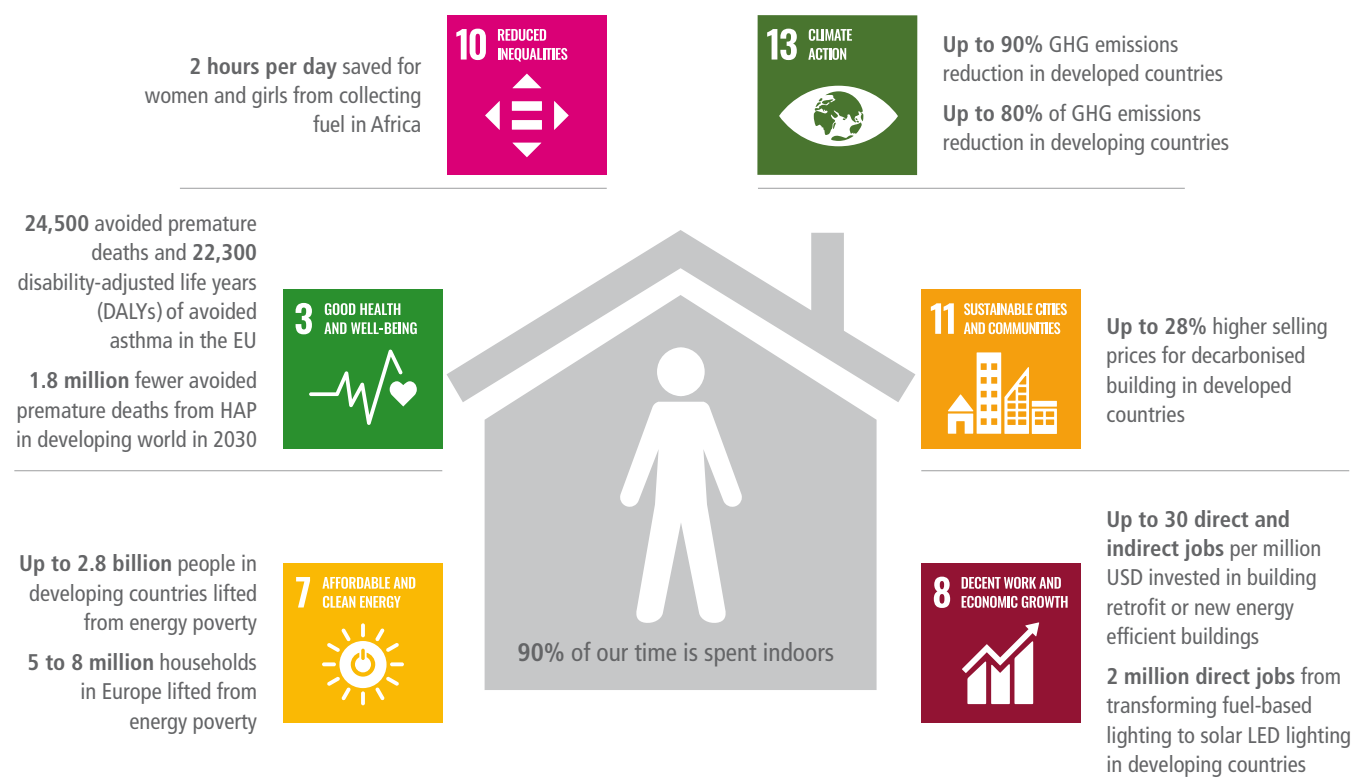 2 hours per day saved for
women and girls from collecting
fuel in Africa
10 REDUCED
INEQUALITIES
13 CLIMATE
ACTION
Up to 90% GHG emissions
reduction in developed countries
Up to 80% of GHG emissions
reduction in developing countries
24,500 avoided premature
deaths and 22,300
disability-adjusted life years
(DALYs) of avoided
asthma in the EU
1.8 million fewer avoided
premature deaths from HAP
in developing world in 2030
3 GOOD HEALTH
AND WELL-BEING
11 SUSTAINABLE CITIES
AND COMMUNITIES
Up to 28% higher selling
prices for decarbonised
building in developed
countries
Up to 2.8 billion people in
developing countries lifted
from energy poverty
5 to 8 million households
in Europe lifted from
energy poverty
7 AFFORDABLE AND
CLEAN ENERGY
90% of our time is spent indoors
8 DECENT WORK AND
ECONOMIC GROWTH
Up to 30 direct and
indirect jobs per million
USD invested in building
retrofit or new energy
efficient buildings
2 million direct jobs from
transforming fuel-based
lighting to solar LED lighting
in developing countries